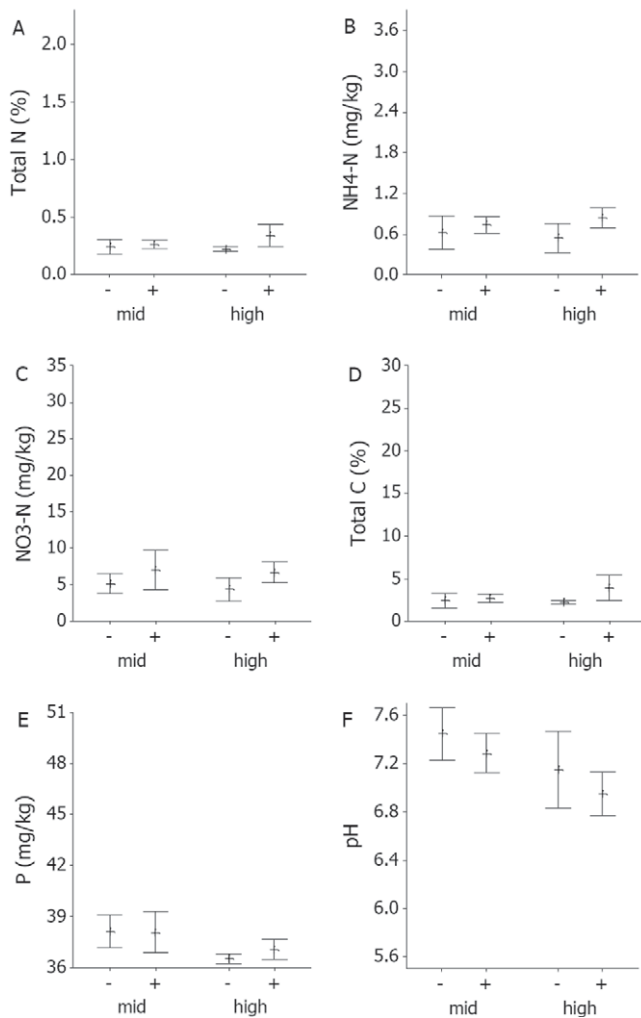 A
Total N (%)
2.0
1.5
1.0
0.5
0.0
- + - +
mid high
B
NH4-N (mg/kg)
3.6
3.0
2.4
1.8
1.2
0.6
0.0
- + - +
mid high
C
NO3-N (mg/kg)
35
30
25
20
15
10
5
0
- + - +
mid high
D
Total C (%)
30
25
20
15
10
5
0
- + - +
mid high
E
P (mg/kg)
51
48
45
42
39
36
- + - +
mid high
F
pH
7.6
7.2
6.8
6.4
6.0
5.6
- + - +
mid high